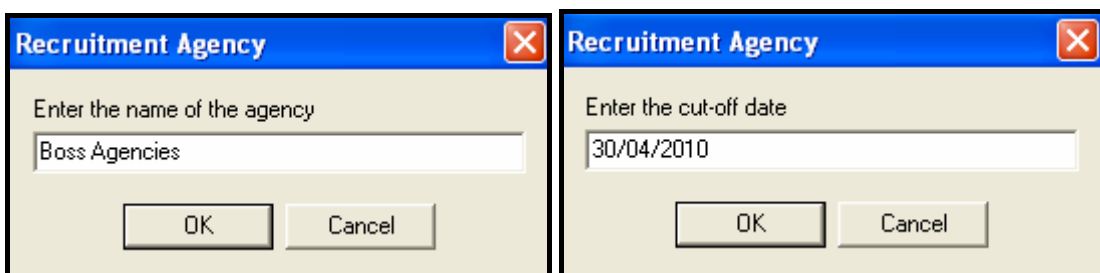 Recruitment Agency
Enter the name of the agency
Boss Agencies
OK Cancel
Recruitment Agency
Enter the cut-off date
30/04/2010
OK Cancel